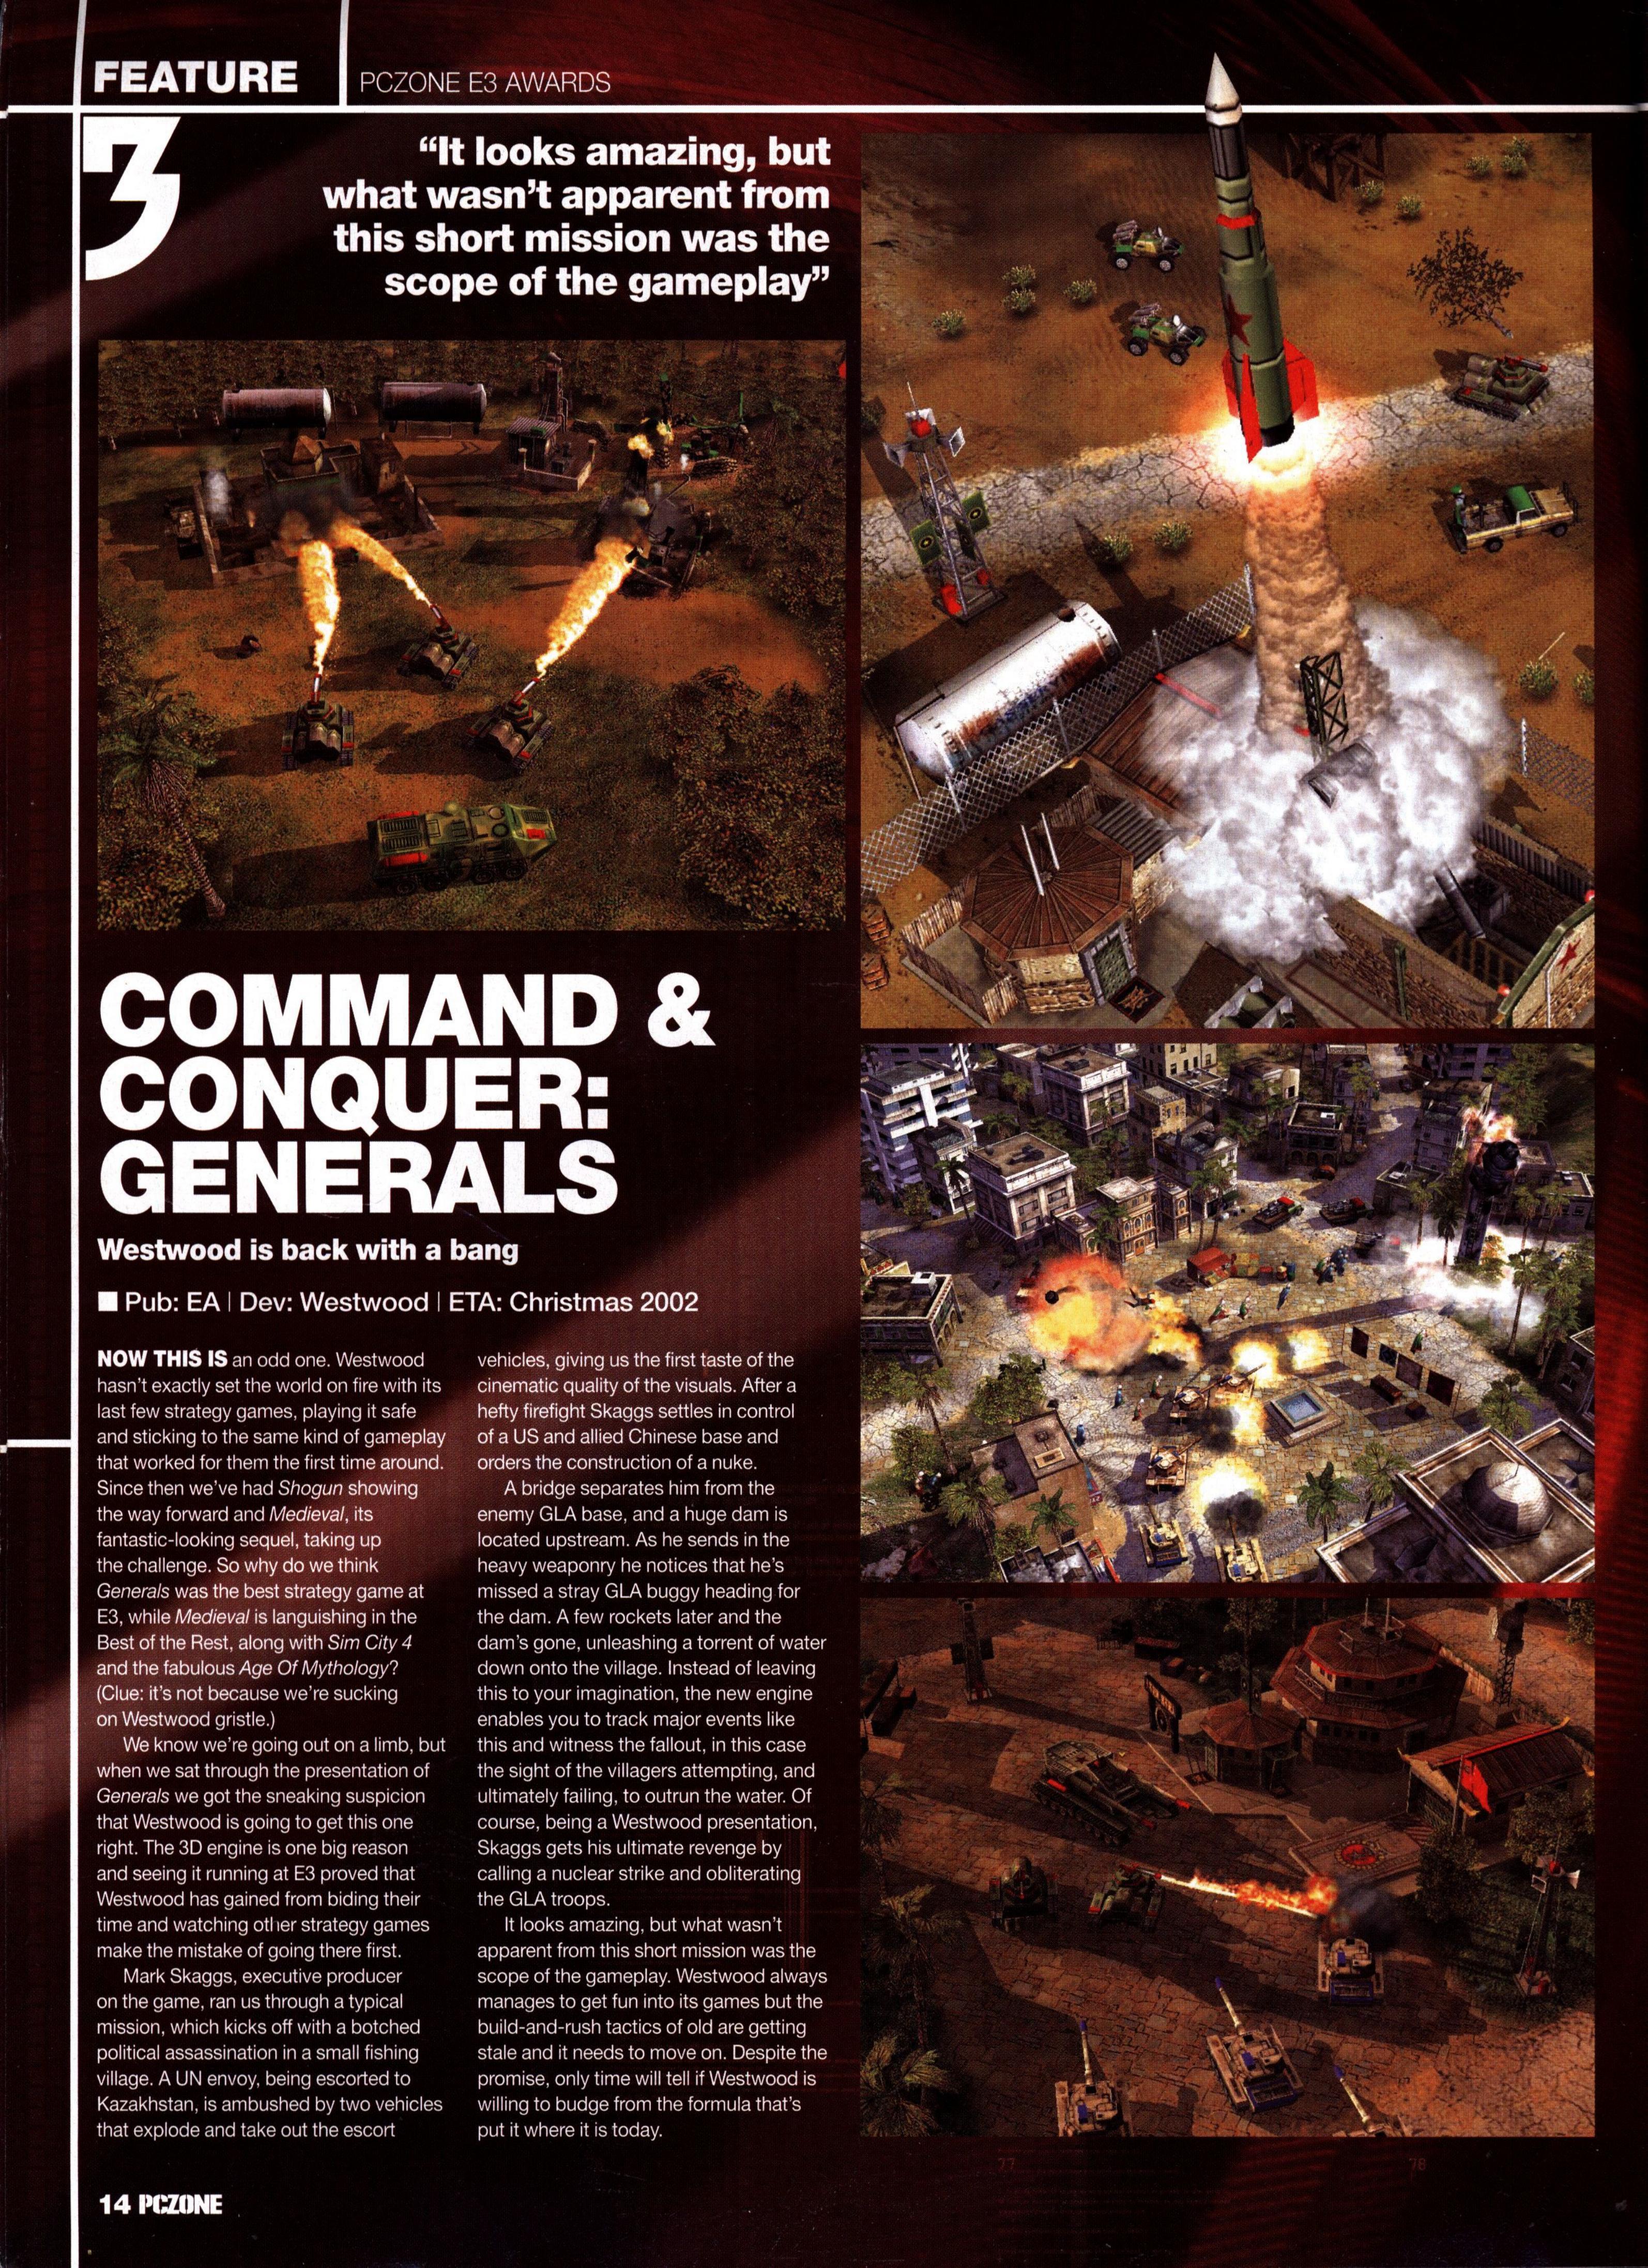 FEATURE
PCZONE E3 AWARDS
3
“It looks amazing, but
what wasn't apparent from
this short mission was the
scope of the gameplay”
COMMAND &
CONQUER:
GENERALS
Westwood is back with a bang
■ Pub: EA | Dev: Westwood | ETA: Christmas 2002
NOW THIS IS an odd one. Westwood
hasn't exactly set the world on fire with its
last few strategy games, playing it safe
and sticking to the same kind of gameplay
that worked for them the first time around.
Since then we've had Shogun showing
the way forward and Medieval, its
fantastic-looking sequel, taking up
the challenge. So why do we think
Generals was the best strategy game at
E3, while Medieval is languishing in the
Best of the Rest, along with Sim City 4
and the fabulous Age Of Mythology?
(Clue: it's not because we're sucking
on Westwood gristle.)
We know we're going out on a limb, but
when we sat through the presentation of
Generals we got the sneaking suspicion
that Westwood is going to get this one
right. The 3D engine is one big reason
and seeing it running at E3 proved that
Westwood has gained from biding their
time and watching other strategy games
make the mistake of going there first.
Mark Skaggs, executive producer
on the game, ran us through a typical
mission, which kicks off with a botched
political assassination in a small fishing
village. A UN envoy, being escorted to
Kazakhstan, is ambushed by two vehicles
that explode and take out the escort
vehicles, giving us the first taste of the
cinematic quality of the visuals. After a
hefty firefight Skaggs settles in control
of a US and allied Chinese base and
orders the construction of a nuke.
A bridge separates him from the
enemy GLA base, and a huge dam is
located upstream. As he sends in the
heavy weaponry he notices that he's
missed a stray GLA buggy heading for
the dam. A few rockets later and the
dam's gone, unleashing a torrent of water
down onto the village. Instead of leaving
this to your imagination, the new engine
enables you to track major events like
this and witness the fallout, in this case
the sight of the villagers attempting, and
ultimately failing, to outrun the water. Of
course, being a Westwood presentation,
Skaggs gets his ultimate revenge by
calling a nuclear strike and obliterating
the GLA troops.
It looks amazing, but what wasn't
apparent from this short mission was the
scope of the gameplay. Westwood always
manages to get fun into its games but the
build-and-rush tactics of old are getting
stale and it needs to move on. Despite the
promise, only time will tell if Westwood is
willing to budge from the formula that's
put it where it is today.
77
78
14 PCZONE